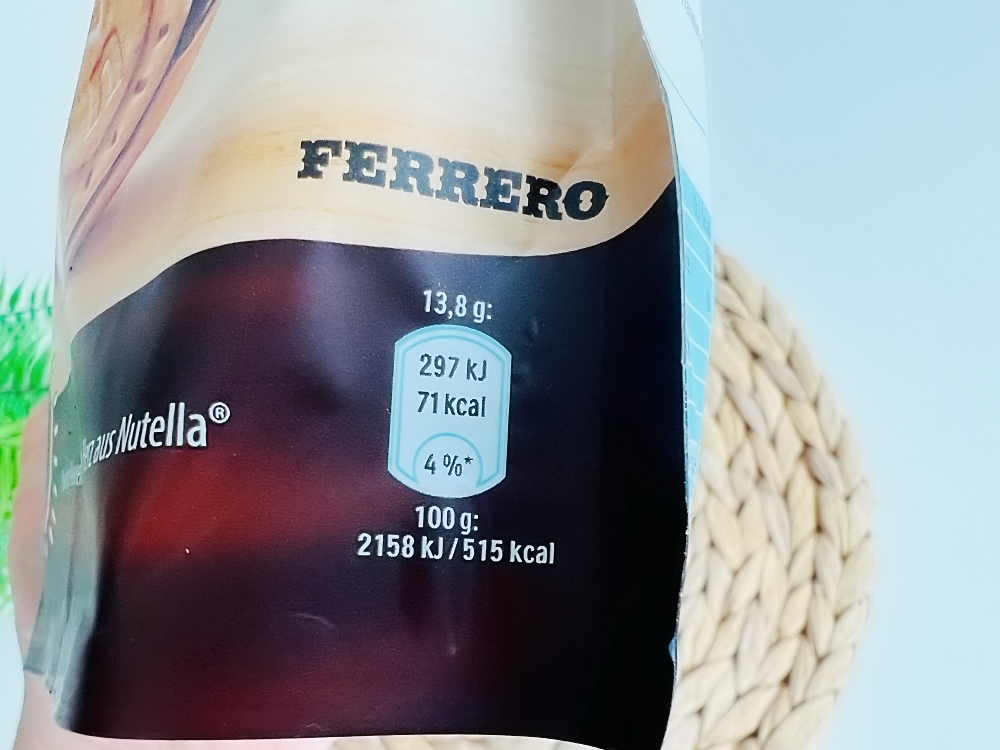 FERRERO
13,8 g:
297 kJ
71 kcal
4 %*
aus Nutella®
100 g:
2158 kJ / 515 kcal